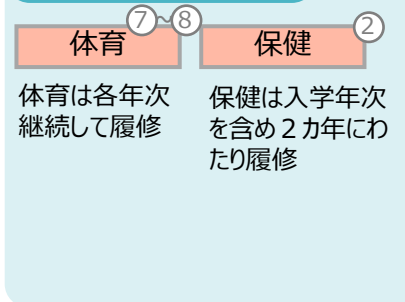 体育 ⑦~⑧
保健 ②
体育は各年次
継続して履修
保健は入学年次
を含め２カ年にわ
たり履修